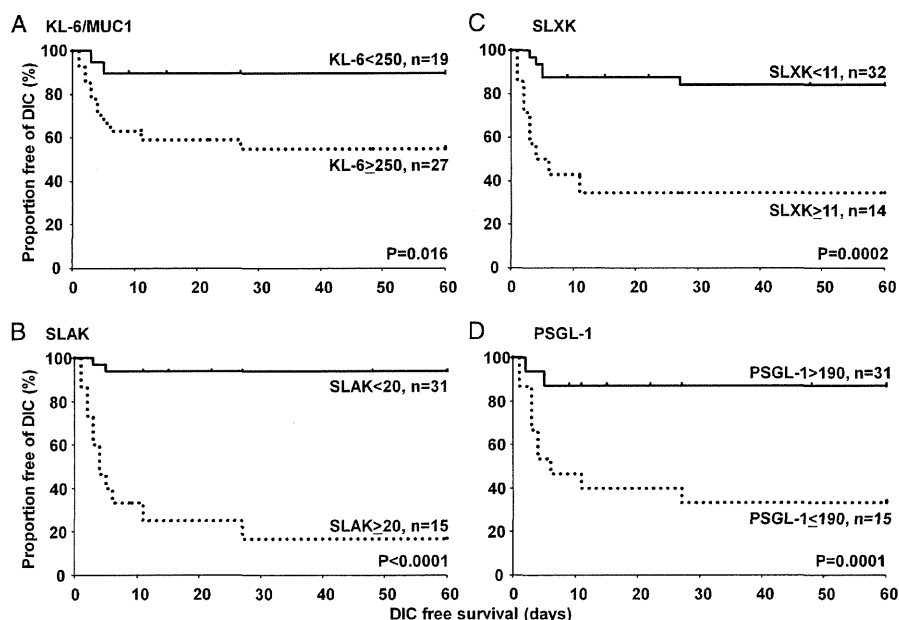 A KL-6/MUC1
Proportion free of DIC (%)
100
80
60
40
20
0
KL-6<250, n=19
KL-6≥250, n=27
P=0.016
0 10 20 30 40 50 60
B SLAK
Proportion free of DIC (%)
100
80
60
40
20
0
SLAK<20, n=31
SLAK≥20, n=15
P<0.0001
0 10 20 30 40 50 60
C SLXK
100
80
60
40
20
0
SLXK<11, n=32
SLXK≥11, n=14
P=0.0002
0 10 20 30 40 50 60
D PSGL-1
100
80
60
40
20
0
PSGL-1>190, n=31
PSGL-1≤190, n=15
P=0.0001
0 10 20 30 40 50 60
DIC free survival (days)